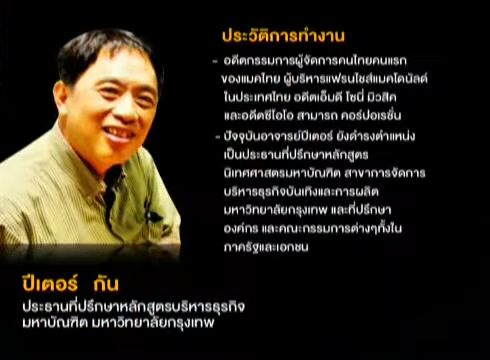 ประวัติการทำงาน
- อดีตกรรมการผู้จัดการคนไทยคนแรก
ของแมคไทย ผู้บริหารแฟรนไชส์แมคโดนัลด์
ในประเทศไทย อดีตเอ็มดี โซนี่ มิวสิค
และอดีตซีโอโอ สามารถ คอร์ปอเรชั่น
- ปัจจุบันอาจารย์ปีเตอร์ ยังดำรงตำแหน่ง
เป็นประธานที่ปรึกษาหลักสูตร
นิเทศศาสตรมหาบัณฑิต สาขาการจัดการ
บริหารธุรกิจบันเทิงและการผลิต
มหาวิทยาลัยกรุงเทพ และที่ปรึกษา
องค์กร และคณะกรรมการต่างๆทั้งใน
ภาครัฐและเอกชน
ปีเตอร์ กัน
ประธานที่ปรึกษาหลักสูตรบริหารธุรกิจ
มหาบัณฑิต มหาวิทยาลัยกรุงเทพ